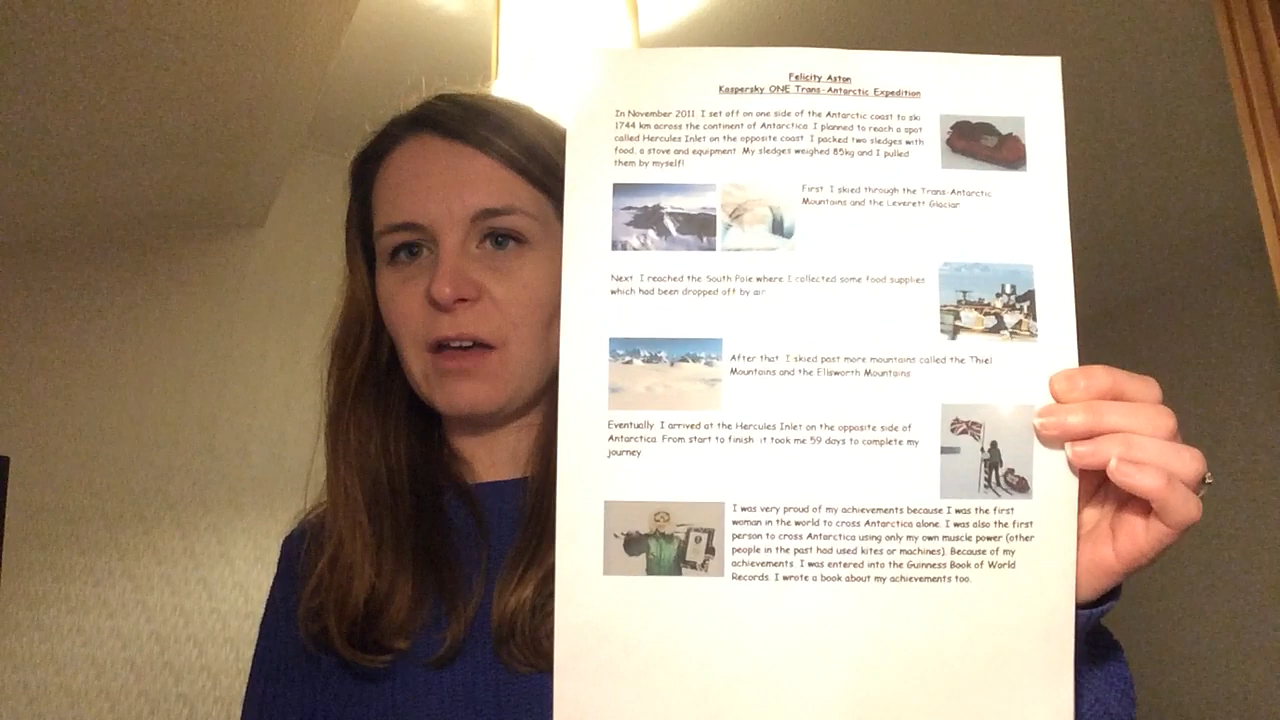 Felicity Aston
Kaspersky ONE Trans-Antarctic Expedition
In November 2011, I set off on one side of the Antarctic coast to ski
1744 km across the continent of Antarctica. I planned to reach a spot
called Hercules Inlet on the opposite coast. I packed two sledges with
food, a stove and equipment. My sledges weighed 85kg and I pulled
them by myself!
First, I skied through the Trans-Antarctic
Mountains and the Leverett Glaciar.
Next, I reached the South Pole where I collected some food supplies
which had been dropped off by air.
After that, I skied past more mountains called the Thiel
Mountains and the Ellsworth Mountains.
Eventually, I arrived at the Hercules Inlet on the opposite side of
Antarctica. From start to finish, it took me 59 days to complete my
journey.
I was very proud of my achievements because I was the first
woman in the world to cross Antarctica alone. I was also the first
person to cross Antarctica using only my own muscle power (other
people in the past had used kites or machines). Because of my
achievements, I was entered into the Guinness Book of World
Records. I wrote a book about my achievements too.